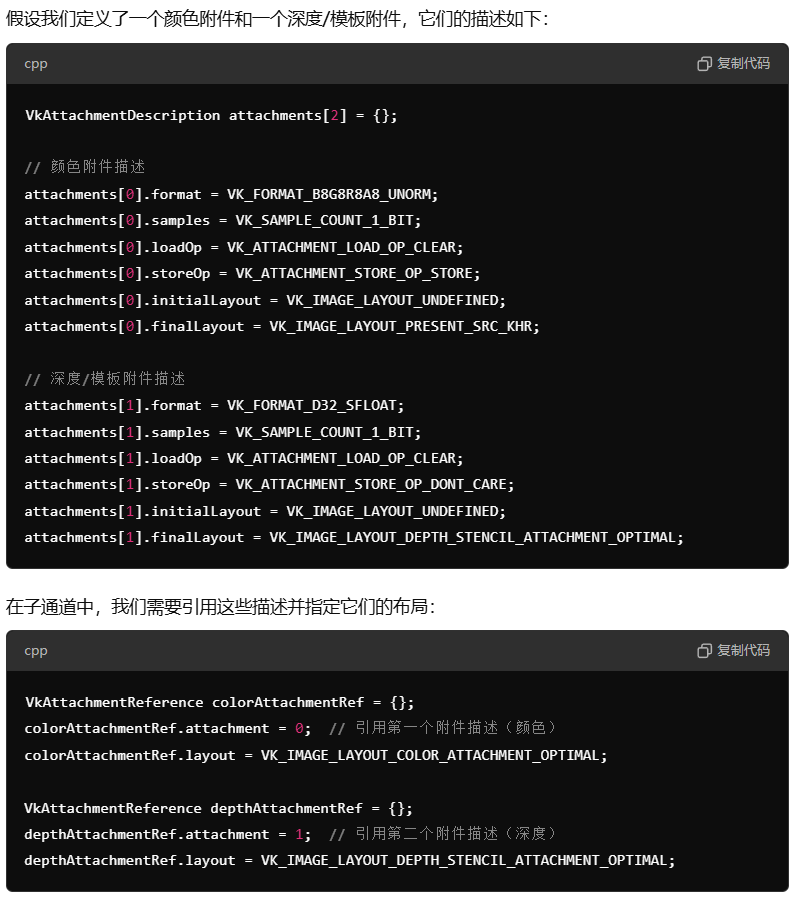 假设我们定义了一个颜色附件和一个深度/模板附件，它们的描述如下：
cpp
复制代码
VkAttachmentDescription attachments[2] = {};
// 颜色附件描述
attachments[0].format = VK_FORMAT_B8G8R8A8_UNORM;
attachments[0].samples = VK_SAMPLE_COUNT_1_BIT;
attachments[0].loadOp = VK_ATTACHMENT_LOAD_OP_CLEAR;
attachments[0].storeOp = VK_ATTACHMENT_STORE_OP_STORE;
attachments[0].initialLayout = VK_IMAGE_LAYOUT_UNDEFINED;
attachments[0].finalLayout = VK_IMAGE_LAYOUT_PRESENT_SRC_KHR;
// 深度/模板附件描述
attachments[1].format = VK_FORMAT_D32_SFLOAT;
attachments[1].samples = VK_SAMPLE_COUNT_1_BIT;
attachments[1].loadOp = VK_ATTACHMENT_LOAD_OP_CLEAR;
attachments[1].storeOp = VK_ATTACHMENT_STORE_OP_DONT_CARE;
attachments[1].initialLayout = VK_IMAGE_LAYOUT_UNDEFINED;
attachments[1].finalLayout = VK_IMAGE_LAYOUT_DEPTH_STENCIL_ATTACHMENT_OPTIMAL;
在子通道中，我们需要引用这些描述并指定它们的布局：
cpp
复制代码
VkAttachmentReference colorAttachmentRef = {};
colorAttachmentRef.attachment = 0;  // 引用第一个附件描述（颜色）
colorAttachmentRef.layout = VK_IMAGE_LAYOUT_COLOR_ATTACHMENT_OPTIMAL;
VkAttachmentReference depthAttachmentRef = {};
depthAttachmentRef.attachment = 1;  // 引用第二个附件描述（深度）
depthAttachmentRef.layout = VK_IMAGE_LAYOUT_DEPTH_STENCIL_ATTACHMENT_OPTIMAL;